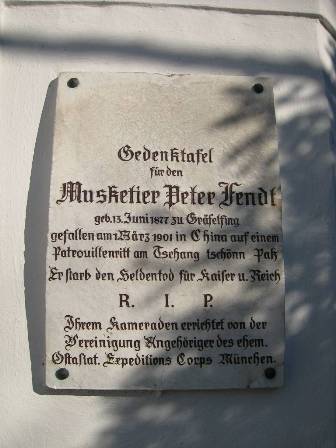 Gedenktafel
für den
Musketier Peter Fendt
geb. 13. Juni 1877 zu Gräfelfing
gefallen am 1 März 1901 in China auf einem
Patrouillenritt am Tschang tschönn Paß
Er starb den Heldentod für Kaiser u. Reich
R. I. P.
Ihrem Kameraden errichtet von der
Vereinigung Angehöriger des ehem.
Ostasiat. Expeditions Corps München.